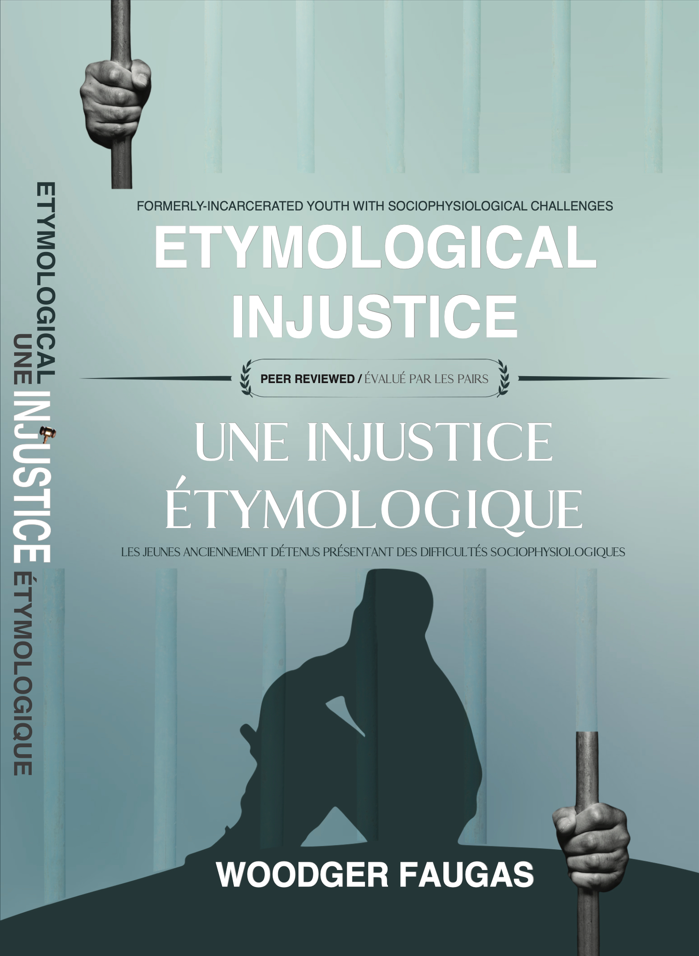 FORMERLY-INCARCERATED YOUTH WITH SOCIOPHYSIOLOGICAL CHALLENGES
ETYMOLOGICAL
INJUSTICE
PEER REVIEWED / ÉVALUÉ PAR LES PAIRS
UNE INJUSTICE
ÉTYMOLOGIQUE
LES JEUNES ANCIENNEMENT DÉTENUS PRÉSENTANT DES DIFFICULTÉS SOCIOPHYSIOLOGIQUES
WOODGER FAUGAS
ETYMOLOGICAL
UNE INJUSTICE
ÉTYMOLOGIQUE